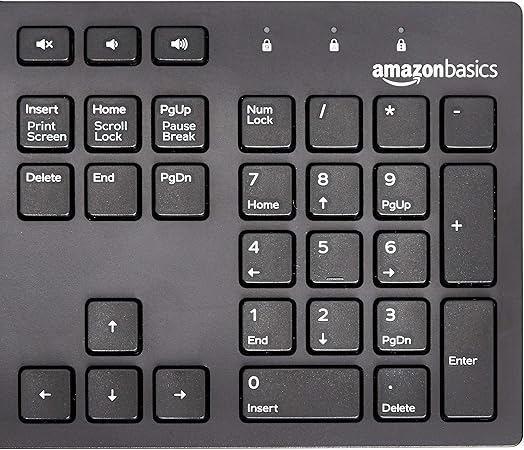 amazonbasics
Insert
Print
Screen
Home
Scroll
Lock
PgUp
Pause
Break
Num
Lock
/
*
-
Delete
End
PgDn
7
Home
8
↑
9
PgUp
+
4
←
5
6
→
1
End
2
↓
3
PgDn
Enter
↑
←
↓
→
0
Insert
.
Delete